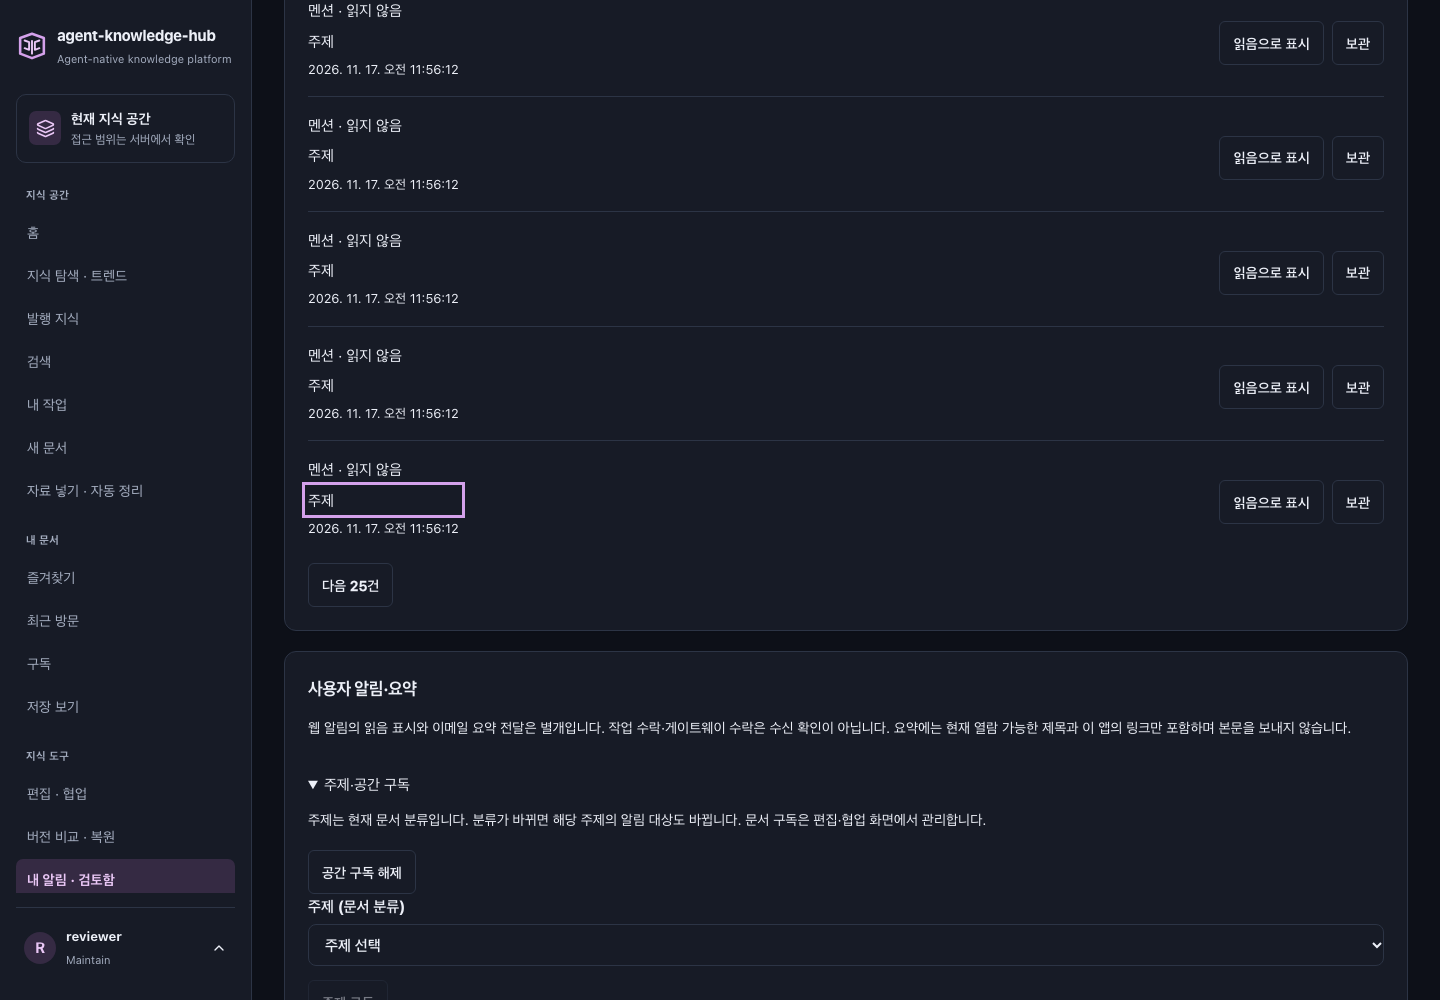 agent-knowledge-hub
Agent-native knowledge platform
현재 지식 공간
접근 범위는 서버에서 확인
지식 공간
홈
지식 탐색 · 트렌드
발행 지식
검색
내 작업
새 문서
자료 넣기 · 자동 정리
내 문서
즐겨찾기
최근 방문
구독
저장 보기
지식 도구
편집 · 협업
버전 비교 · 복원
내 알림 · 검토함
R
reviewer
Maintain
멘션 · 읽지 않음
주제
2026. 11. 17. 오전 11:56:12
읽음으로 표시
보관
멘션 · 읽지 않음
주제
2026. 11. 17. 오전 11:56:12
읽음으로 표시
보관
멘션 · 읽지 않음
주제
2026. 11. 17. 오전 11:56:12
읽음으로 표시
보관
멘션 · 읽지 않음
주제
2026. 11. 17. 오전 11:56:12
읽음으로 표시
보관
멘션 · 읽지 않음
주제
2026. 11. 17. 오전 11:56:12
읽음으로 표시
보관
다음 25건
사용자 알림·요약
웹 알림의 읽음 표시와 이메일 요약 전달은 별개입니다. 작업 수락·게이트웨이 수락은 수신 확인이 아닙니다. 요약에는 현재 열람 가능한 제목과 이 앱의 링크만 포함하며 본문을 보내지 않습니다.
▼ 주제·공간 구독
주제는 현재 문서 분류입니다. 분류가 바뀌면 해당 주제의 알림 대상도 바뀝니다. 문서 구독은 편집·협업 화면에서 관리합니다.
공간 구독 해제
주제 (문서 분류)
주제 선택
주제 구독